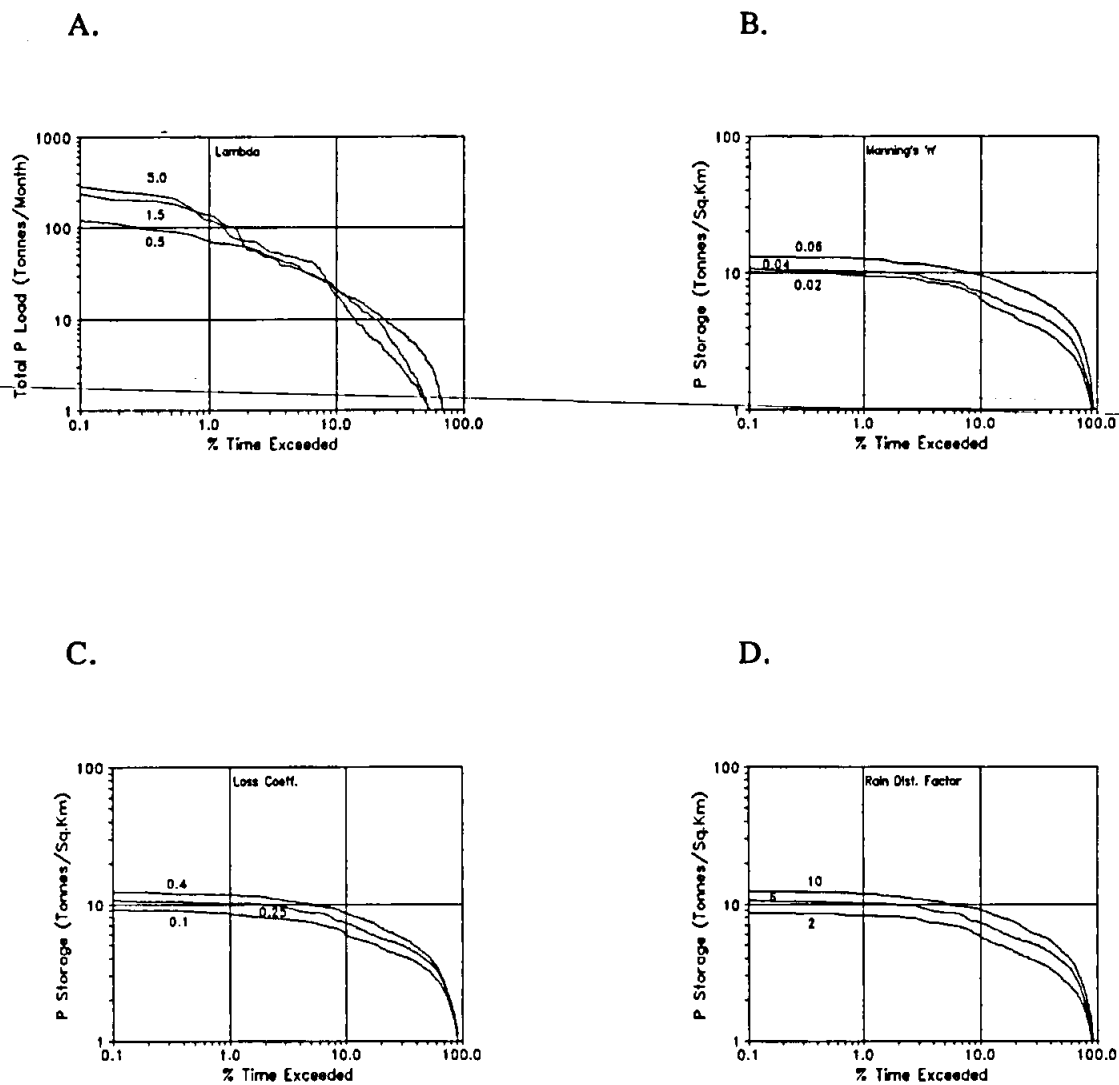 A.
Total P Load (Tonnes/Month)
1000
100
10
1
Lambda
3.0
1.5
0.5
0.1 1.0 10.0 100.0
% Time Exceeded
B.
P Storage (Tonnes/Sq.Km)
100
10
1
Manning's 'n'
0.06
0.04
0.02
0.1 1.0 10.0 100.0
% Time Exceeded
C.
P Storage (Tonnes/Sq.Km)
100
10
1
Loss Coeff.
0.4
0.25
0.1
0.1 1.0 10.0 100.0
% Time Exceeded
D.
P Storage (Tonnes/Sq.Km)
100
10
1
Rain Dist. Factor
10
6
2
0.1 1.0 10.0 100.0
% Time Exceeded